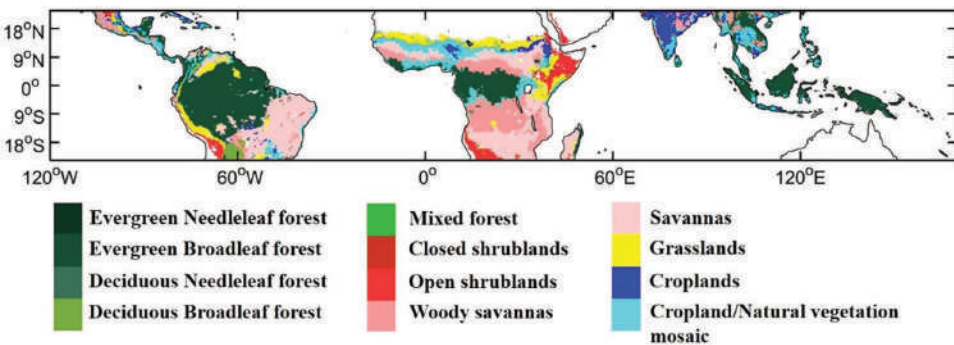 18°N
9°N
0°
9°S
18°S
120°W 60°W 0° 60°E 120°E
Evergreen Needleleaf forest
Evergreen Broadleaf forest
Deciduous Needleleaf forest
Deciduous Broadleaf forest
Mixed forest
Closed shrublands
Open shrublands
Woody savannas
Savannas
Grasslands
Croplands
Cropland/Natural vegetation
mosaic